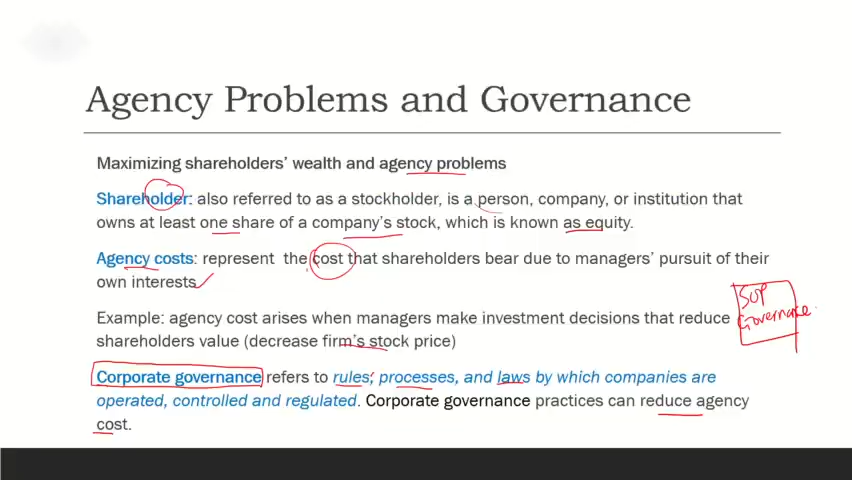 Agency Problems and Governance
Maximizing shareholders' wealth and agency problems
Shareholder: also referred to as a stockholder, is a person, company, or institution that
owns at least one share of a company's stock, which is known as equity.
Agency costs: represent the cost that shareholders bear due to managers' pursuit of their
own interests
SOP
Governance
Example: agency cost arises when managers make investment decisions that reduce
shareholders value (decrease firm's stock price)
Corporate governance refers to rules, processes, and laws by which companies are
operated, controlled and regulated. Corporate governance practices can reduce agency
cost.